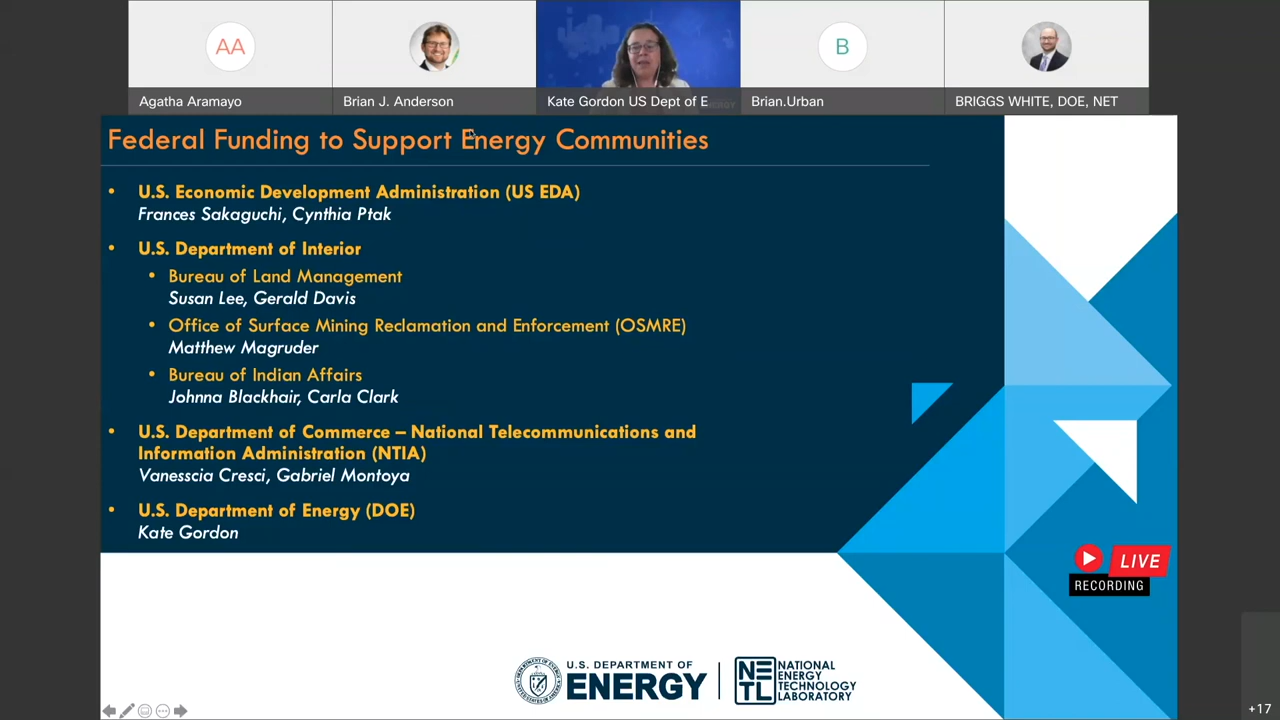 AA
B
Agatha Aramayo
Brian J. Anderson
Kate Gordon US Dept of E
Brian.Urban
BRIGGS WHITE, DOE, NET
Federal Funding to Support Energy Communities
• U.S. Economic Development Administration (US EDA)
Frances Sakaguchi, Cynthia Ptak
• U.S. Department of Interior
• Bureau of Land Management
Susan Lee, Gerald Davis
• Office of Surface Mining Reclamation and Enforcement (OSMRE)
Matthew Magruder
• Bureau of Indian Affairs
Johnna Blackhair, Carla Clark
• U.S. Department of Commerce – National Telecommunications and
Information Administration (NTIA)
Vanesscia Cresci, Gabriel Montoya
• U.S. Department of Energy (DOE)
Kate Gordon
LIVE
RECORDING
U.S. DEPARTMENT OF
ENERGY
NETL
NATIONAL
ENERGY
TECHNOLOGY
LABORATORY
+17